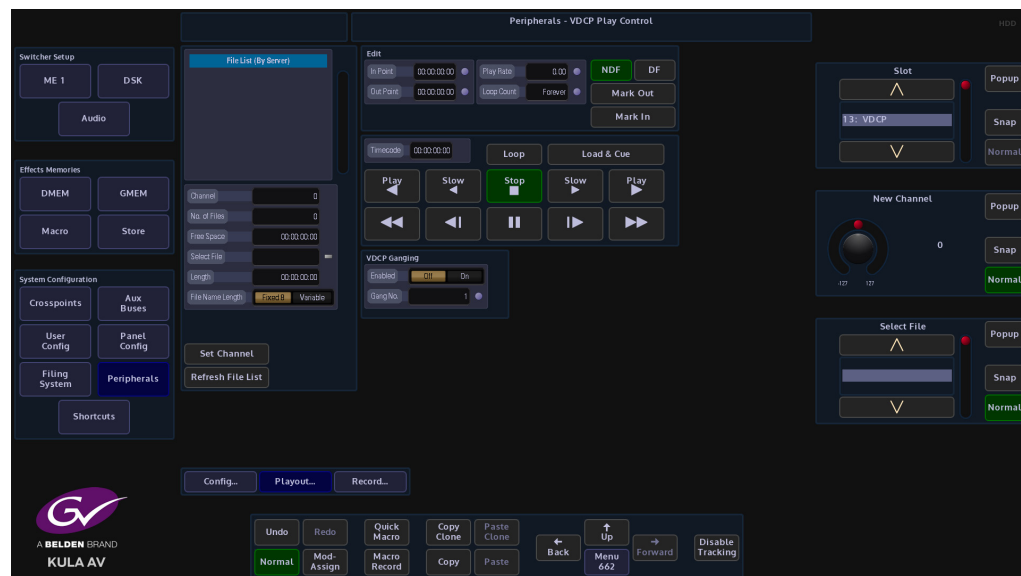 Peripherals - VDCP Play Control
HDD
Switcher Setup
ME 1
DSK
Audio
Effects Memories
DMEM
GMEM
Macro
Store
System Configuration
Crosspoints
Aux
Buses
User
Config
Panel
Config
Filing
System
Peripherals
Shortcuts
File List (By Server)
Channel
0
No. of Files
0
Free Space
00:00:00:00
Select File
Length
00:00:00:00
File Name Length
Fixed 8
Variable
Set Channel
Refresh File List
Edit
In Point
00:00:00:00
Play Rate
0.00
NDF
DF
Out Point
00:00:00:00
Loop Count
Forever
Mark Out
Mark In
Timecode
00:00:00:00
Loop
Load & Cue
Play
Slow
Stop
Slow
Play
VDCP Ganging
Enabled
Off
On
Gang No.
1
Slot
Popup
13: VDCP
Snap
Normal
New Channel
Popup
0
Snap
-127
127
Normal
Select File
Popup
Snap
Normal
Config...
Playout...
Record...
GV
A BELDEN BRAND
KULA AV
Undo
Redo
Quick
Macro
Copy
Clone
Paste
Clone
Up
Back
Forward
Disable
Tracking
Normal
Mod-
Assign
Macro
Record
Copy
Paste
Menu
662